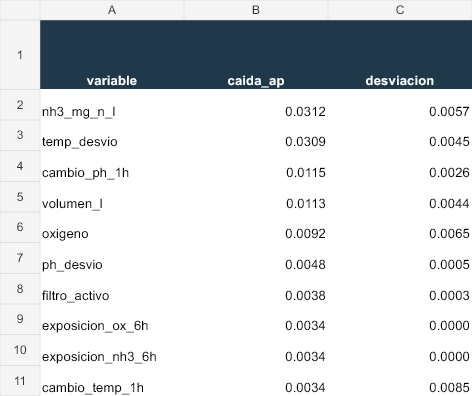 A B C
1 variable caida_ap desviacion
2 nh3_mg_n_l 0.0312 0.0057
3 temp_desvio 0.0309 0.0045
4 cambio_ph_1h 0.0115 0.0026
5 volumen_l 0.0113 0.0044
6 oxigeno 0.0092 0.0065
7 ph_desvio 0.0048 0.0005
8 filtro_activo 0.0038 0.0003
9 exposicion_ox_6h 0.0034 0.0000
10 exposicion_nh3_6h 0.0034 0.0000
11 cambio_temp_1h 0.0034 0.0085